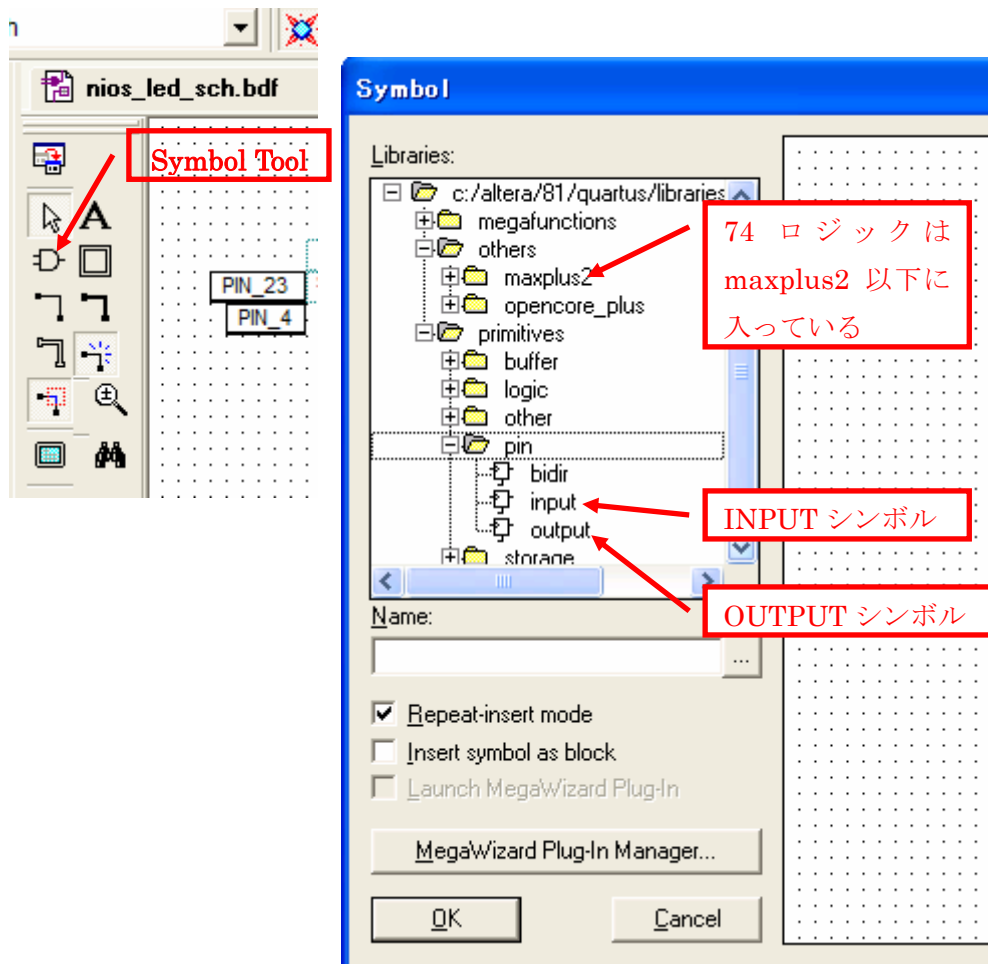 n
nios_led_sch.bdf
Symbol Tool
A
PIN_23
PIN_4
Symbol
Libraries:
c:/altera/81/quartus/libraries
megafunctions
others
maxplus2
opencore_plus
primitives
buffer
logic
other
pin
bidir
input
output
storage
74 ロジックは
maxplus2 以下に
入っている
INPUT シンボル
OUTPUT シンボル
Name:
...
Repeat-insert mode
Insert symbol as block
Launch MegaWizard Plug-In
MegaWizard Plug-In Manager...
OK
Cancel